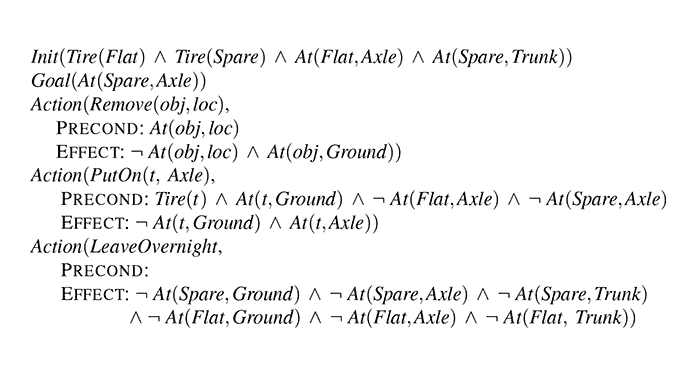 Init(Tire(Flat) ∧ Tire(Spare) ∧ At(Flat,Axle) ∧ At(Spare,Trunk))
Goal(At(Spare,Axle))
Action(Remove(obj,loc),
PRECOND: At(obj,loc)
EFFECT: ¬ At(obj,loc) ∧ At(obj,Ground))
Action(PutOn(t, Axle),
PRECOND: Tire(t) ∧ At(t,Ground) ∧ ¬ At(Flat,Axle) ∧ ¬ At(Spare,Axle)
EFFECT: ¬ At(t,Ground) ∧ At(t,Axle))
Action(LeaveOvernight,
PRECOND:
EFFECT: ¬ At(Spare,Ground) ∧ ¬ At(Spare,Axle) ∧ ¬ At(Spare,Trunk)
∧ ¬ At(Flat,Ground) ∧ ¬ At(Flat,Axle) ∧ ¬ At(Flat, Trunk))